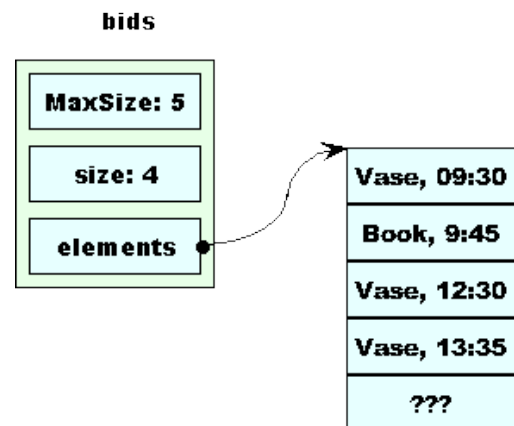 bids
MaxSize: 5
size: 4
elements
Vase, 09:30
Book, 9:45
Vase, 12:30
Vase, 13:35
???